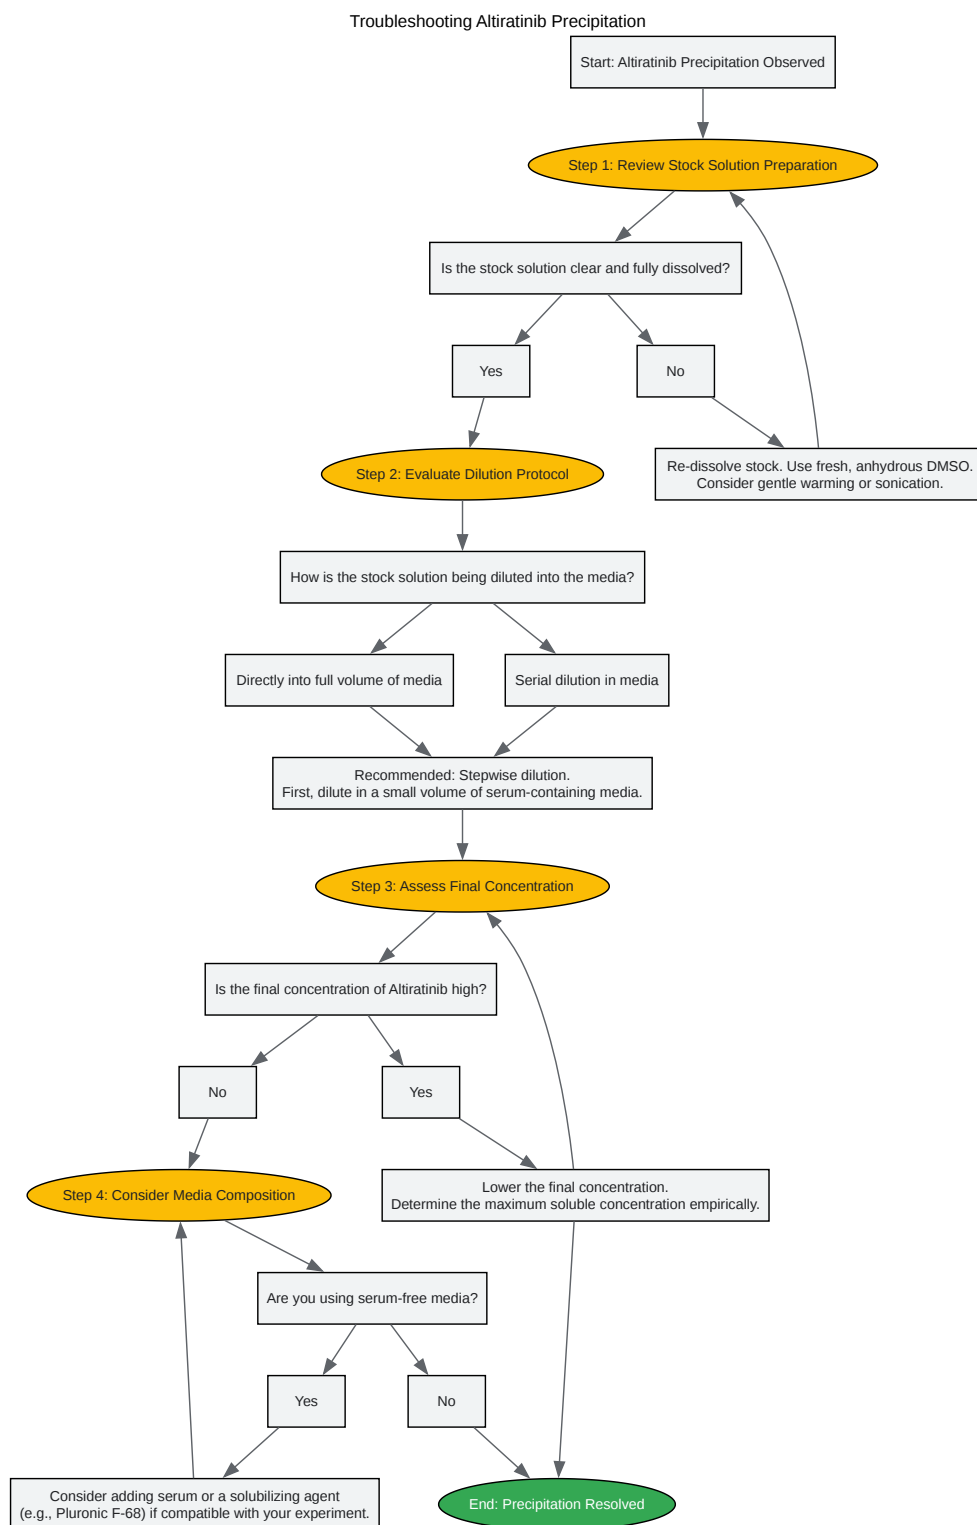 Troubleshooting Altiratinib Precipitation
Start: Altiratinib Precipitation Observed
Step 1: Review Stock Solution Preparation
Is the stock solution clear and fully dissolved?
Yes
No
Re-dissolve stock. Use fresh, anhydrous DMSO.
Consider gentle warming or sonication.
Step 2: Evaluate Dilution Protocol
How is the stock solution being diluted into the media?
Directly into full volume of media
Serial dilution in media
Recommended: Stepwise dilution.
First, dilute in a small volume of serum-containing media.
Step 3: Assess Final Concentration
Is the final concentration of Altiratinib high?
No
Yes
Lower the final concentration.
Determine the maximum soluble concentration empirically.
Step 4: Consider Media Composition
Are you using serum-free media?
Yes
No
Consider adding serum or a solubilizing agent
(e.g., Pluronic F-68) if compatible with your experiment.
End: Precipitation Resolved